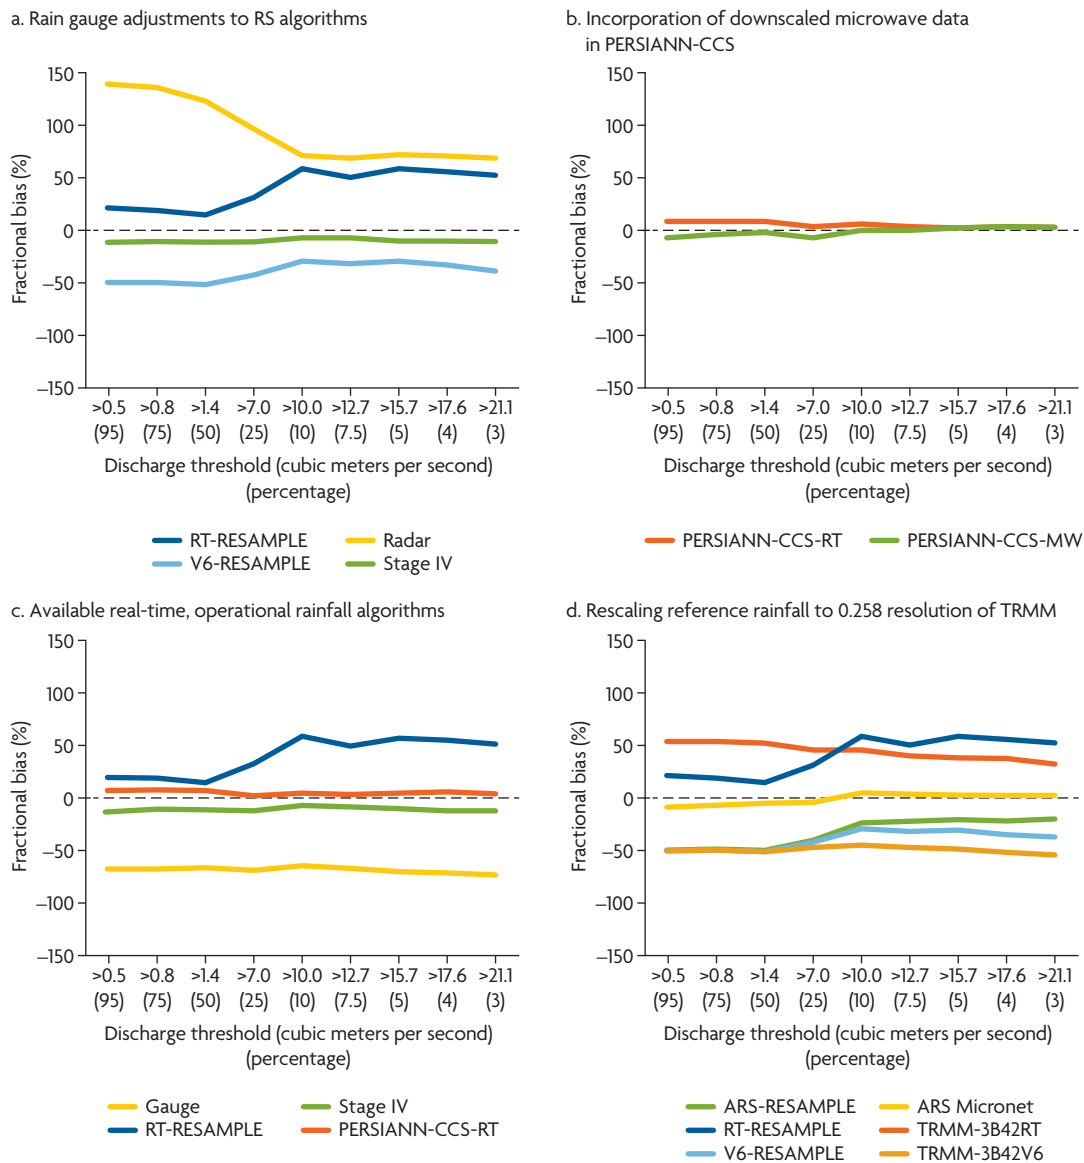 a. Rain gauge adjustments to RS algorithms
Fractional bias (%)
150
100
50
0
–50
–100
–150
>0.5 >0.8 >1.4 >7.0 >10.0 >12.7 >15.7 >17.6 >21.1
(95) (75) (50) (25) (10) (7.5) (5) (4) (3)
Discharge threshold (cubic meters per second)
(percentage)
RT-RESAMPLE Radar
V6-RESAMPLE Stage IV
b. Incorporation of downscaled microwave data
in PERSIANN-CCS
Fractional bias (%)
150
100
50
0
–50
–100
–150
>0.5 >0.8 >1.4 >7.0 >10.0 >12.7 >15.7 >17.6 >21.1
(95) (75) (50) (25) (10) (7.5) (5) (4) (3)
Discharge threshold (cubic meters per second)
(percentage)
PERSIANN-CCS-RT PERSIANN-CCS-MW
c. Available real-time, operational rainfall algorithms
Fractional bias (%)
150
100
50
0
–50
–100
–150
>0.5 >0.8 >1.4 >7.0 >10.0 >12.7 >15.7 >17.6 >21.1
(95) (75) (50) (25) (10) (7.5) (5) (4) (3)
Discharge threshold (cubic meters per second)
(percentage)
Gauge Stage IV
RT-RESAMPLE PERSIANN-CCS-RT
d. Rescaling reference rainfall to 0.258 resolution of TRMM
Fractional bias (%)
150
100
50
0
–50
–100
–150
>0.5 >0.8 >1.4 >7.0 >10.0 >12.7 >15.7 >17.6 >21.1
(95) (75) (50) (25) (10) (7.5) (5) (4) (3)
Discharge threshold (cubic meters per second)
(percentage)
ARS-RESAMPLE ARS Micronet
RT-RESAMPLE TRMM-3B42RT
V6-RESAMPLE TRMM-3B42V6